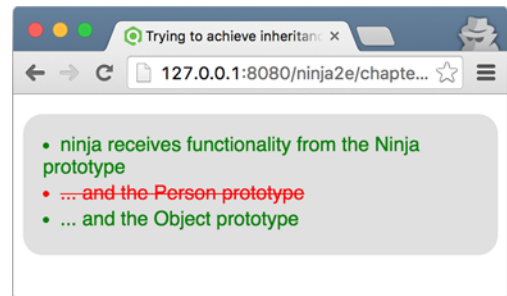 Trying to achieve inheritanc
127.0.0.1:8080/ninja2e/chapte...
• ninja receives functionality from the Ninja
prototype
• ... and the Person prototype
• ... and the Object prototype